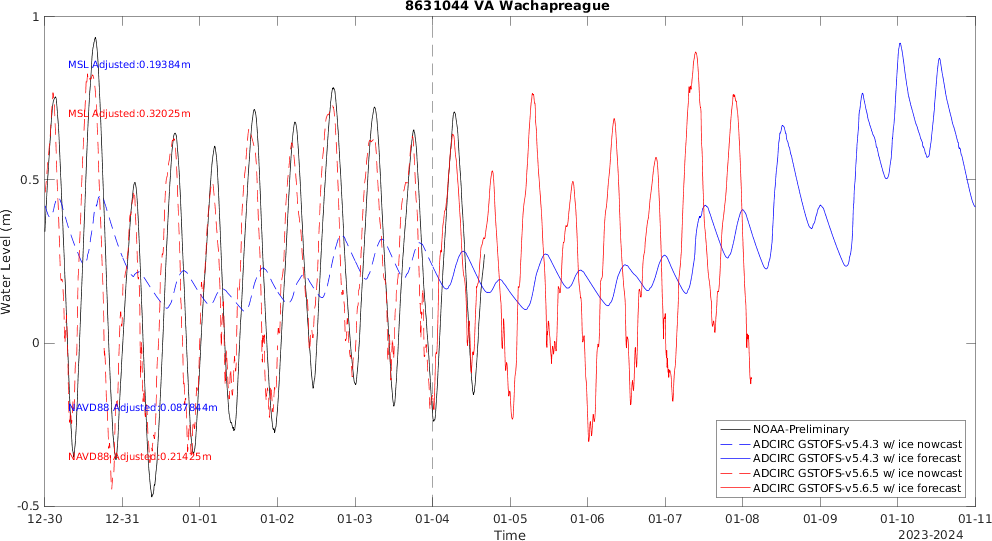 8631044 VA Wachapreague
1
MSL Adjusted:0.19384m
MSL Adjusted:0.32025m
0.5
Water Level (m)
0
NAVD88 Adjusted:0.087844m
NAVD88 Adjusted:0.21425m
-0.5
NOAA-Preliminary
ADCIRC GSTOFS-v5.4.3 w/ ice nowcast
ADCIRC GSTOFS-v5.4.3 w/ ice forecast
ADCIRC GSTOFS-v5.6.5 w/ ice nowcast
ADCIRC GSTOFS-v5.6.5 w/ ice forecast
12-30 12-31 01-01 01-02 01-03 01-04 01-05 01-06 01-07 01-08 01-09 01-10 01-11
Time
2023-2024